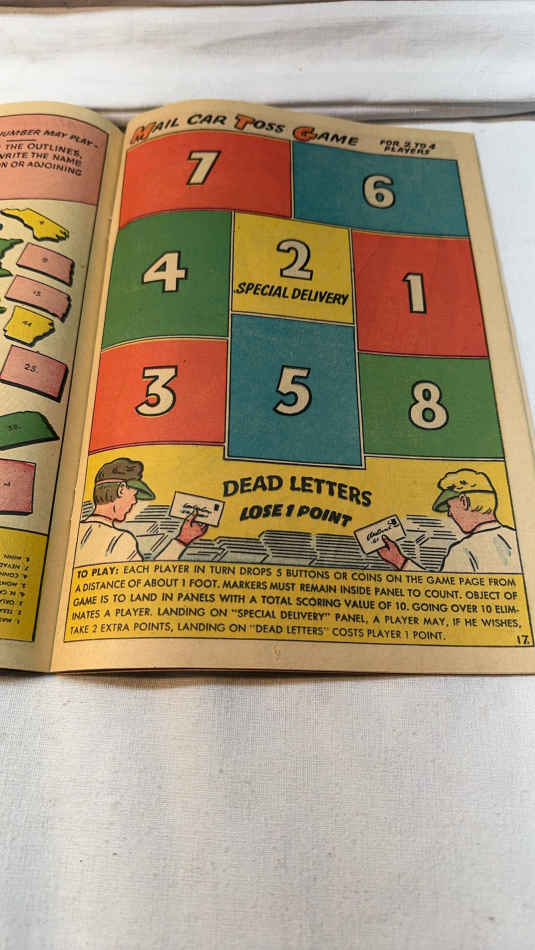 NUMBER MAY PLAY-
THE OUTLINES,
WRITE THE NAME
ON OR ADJOINING
9.
15.
44.
25.
MAIL CAR TOSS GAME
FOR 2 TO 4
PLAYERS
7
6
4
2
SPECIAL DELIVERY
1
3
5
8
DEAD LETTERS
LOSE 1 POINT
TO PLAY: EACH PLAYER IN TURN DROPS 5 BUTTONS OR COINS ON THE GAME PAGE FROM
A DISTANCE OF ABOUT 1 FOOT. MARKERS MUST REMAIN INSIDE PANEL TO COUNT. OBJECT OF
GAME IS TO LAND IN PANELS WITH A TOTAL SCORING VALUE OF 10. GOING OVER 10 ELIM-
INATES A PLAYER. LANDING ON "SPECIAL DELIVERY" PANEL, A PLAYER MAY, IF HE WISHES,
TAKE 2 EXTRA POINTS, LANDING ON "DEAD LETTERS" COSTS PLAYER 1 POINT.
17.